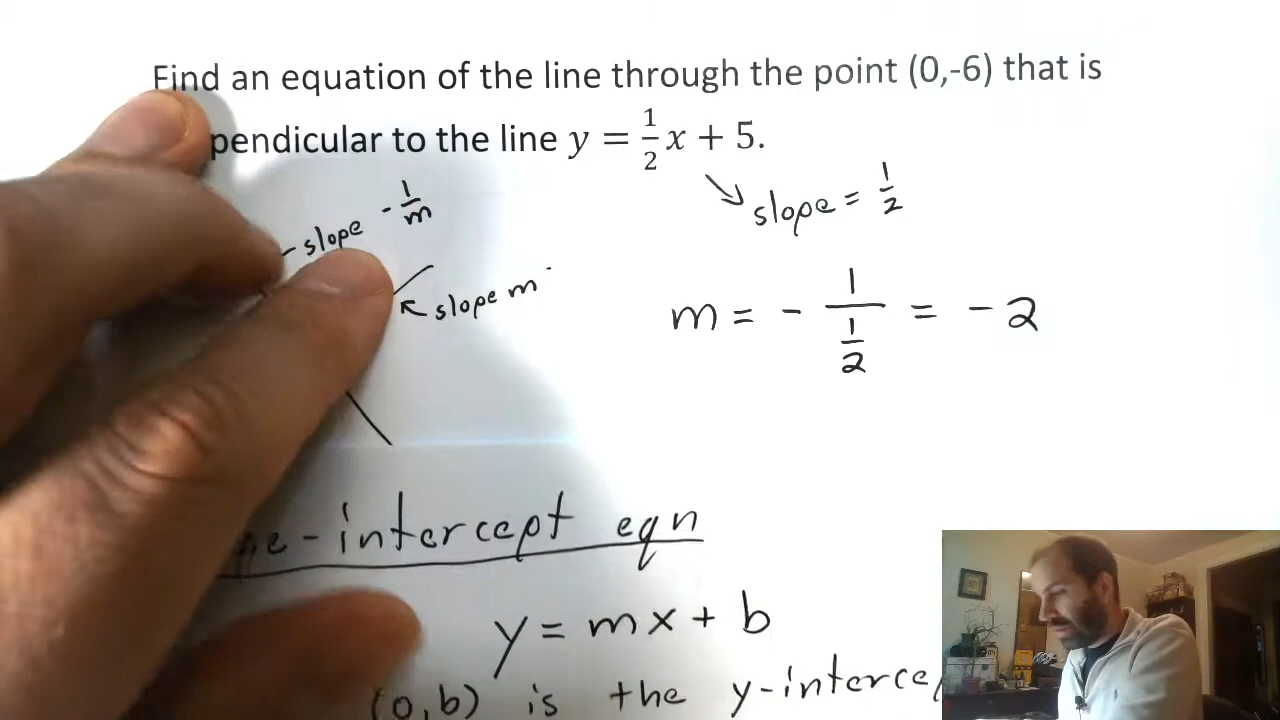 Find an equation of the line through the point (0,-6) that is
pendicular to the line y = 1/2 x + 5.
slope = 1/2
slope - 1/m
slope m
m = - 1/(1/2) = -2
e-intercept eqn
y = mx + b
(0,b) is the y-interce